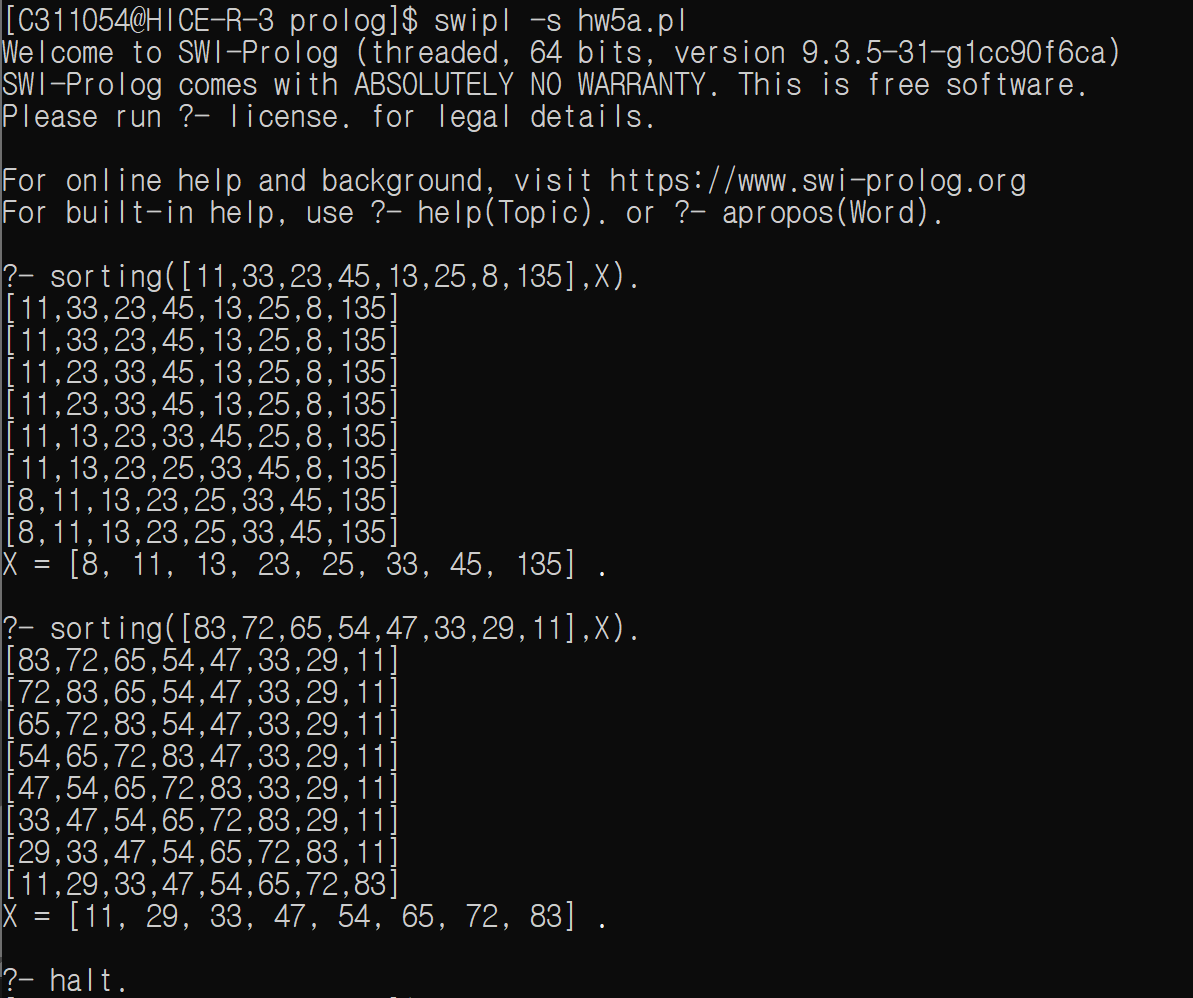 [C311054@HICE-R-3 prolog]$ swipl -s hw5a.pl
Welcome to SWI-Prolog (threaded, 64 bits, version 9.3.5-31-g1cc90f6ca)
SWI-Prolog comes with ABSOLUTELY NO WARRANTY. This is free software.
Please run ?- license. for legal details.

For online help and background, visit https://www.swi-prolog.org
For built-in help, use ?- help(Topic). or ?- apropos(Word).

?- sorting([11,33,23,45,13,25,8,135],X).
[11,33,23,45,13,25,8,135]
[11,33,23,45,13,25,8,135]
[11,23,33,45,13,25,8,135]
[11,23,33,45,13,25,8,135]
[11,13,23,33,45,25,8,135]
[11,13,23,25,33,45,8,135]
[8,11,13,23,25,33,45,135]
[8,11,13,23,25,33,45,135]
X = [8, 11, 13, 23, 25, 33, 45, 135] .

?- sorting([83,72,65,54,47,33,29,11],X).
[83,72,65,54,47,33,29,11]
[72,83,65,54,47,33,29,11]
[65,72,83,54,47,33,29,11]
[54,65,72,83,47,33,29,11]
[47,54,65,72,83,33,29,11]
[33,47,54,65,72,83,29,11]
[29,33,47,54,65,72,83,11]
[11,29,33,47,54,65,72,83]
X = [11, 29, 33, 47, 54, 65, 72, 83] .

?- halt.